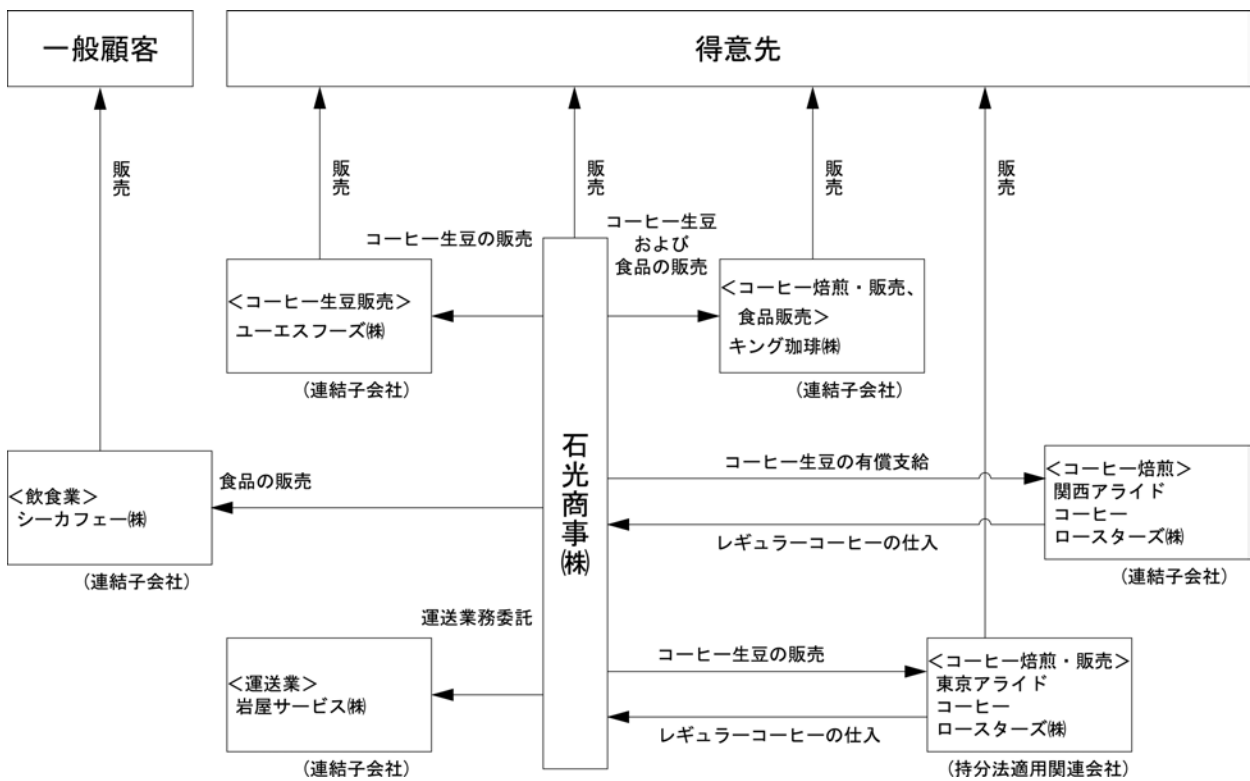 一般顧客
得意先
販売
販売
販売
販売
販売
コーヒー生豆の販売
コーヒー生豆
および
食品の販売
＜コーヒー生豆販売＞
ユーエスフーズ㈱
（連結子会社）
＜コーヒー焙煎・販売、
食品販売＞
キング珈琲㈱
（連結子会社）
石光商事㈱
食品の販売
＜飲食業＞
シーカフェー㈱
（連結子会社）
コーヒー生豆の有償支給
レギュラーコーヒーの仕入
＜コーヒー焙煎＞
関西アライド
コーヒー
ロースターズ㈱
（連結子会社）
運送業務委託
＜運送業＞
岩屋サービス㈱
（連結子会社）
コーヒー生豆の販売
レギュラーコーヒーの仕入
＜コーヒー焙煎・販売＞
東京アライド
コーヒー
ロースターズ㈱
（持分法適用関連会社）